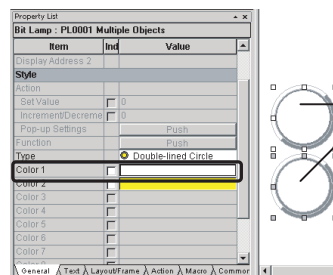 Property List
Bit Lamp : PL0001 Multiple Objects
Item Ind Value
Display Address 2
Style
Action
Set Value 0
Increment/Decreme 0
Pop-up Settings Push
Function Push
Type Double-lined Circle
Color 1
Color 2
Color 3
Color 4
Color 5
Color 6
Color 7
General Text Layout/Frame Action Macro Common